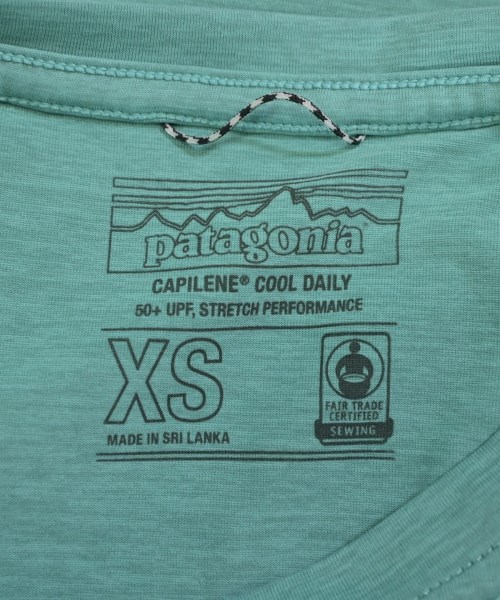 patagonia
CAPILENE® COOL DAILY
50+ UPF, STRETCH PERFORMANCE
XS
MADE IN SRI LANKA
FAIR TRADE
CERTIFIED
SEWING